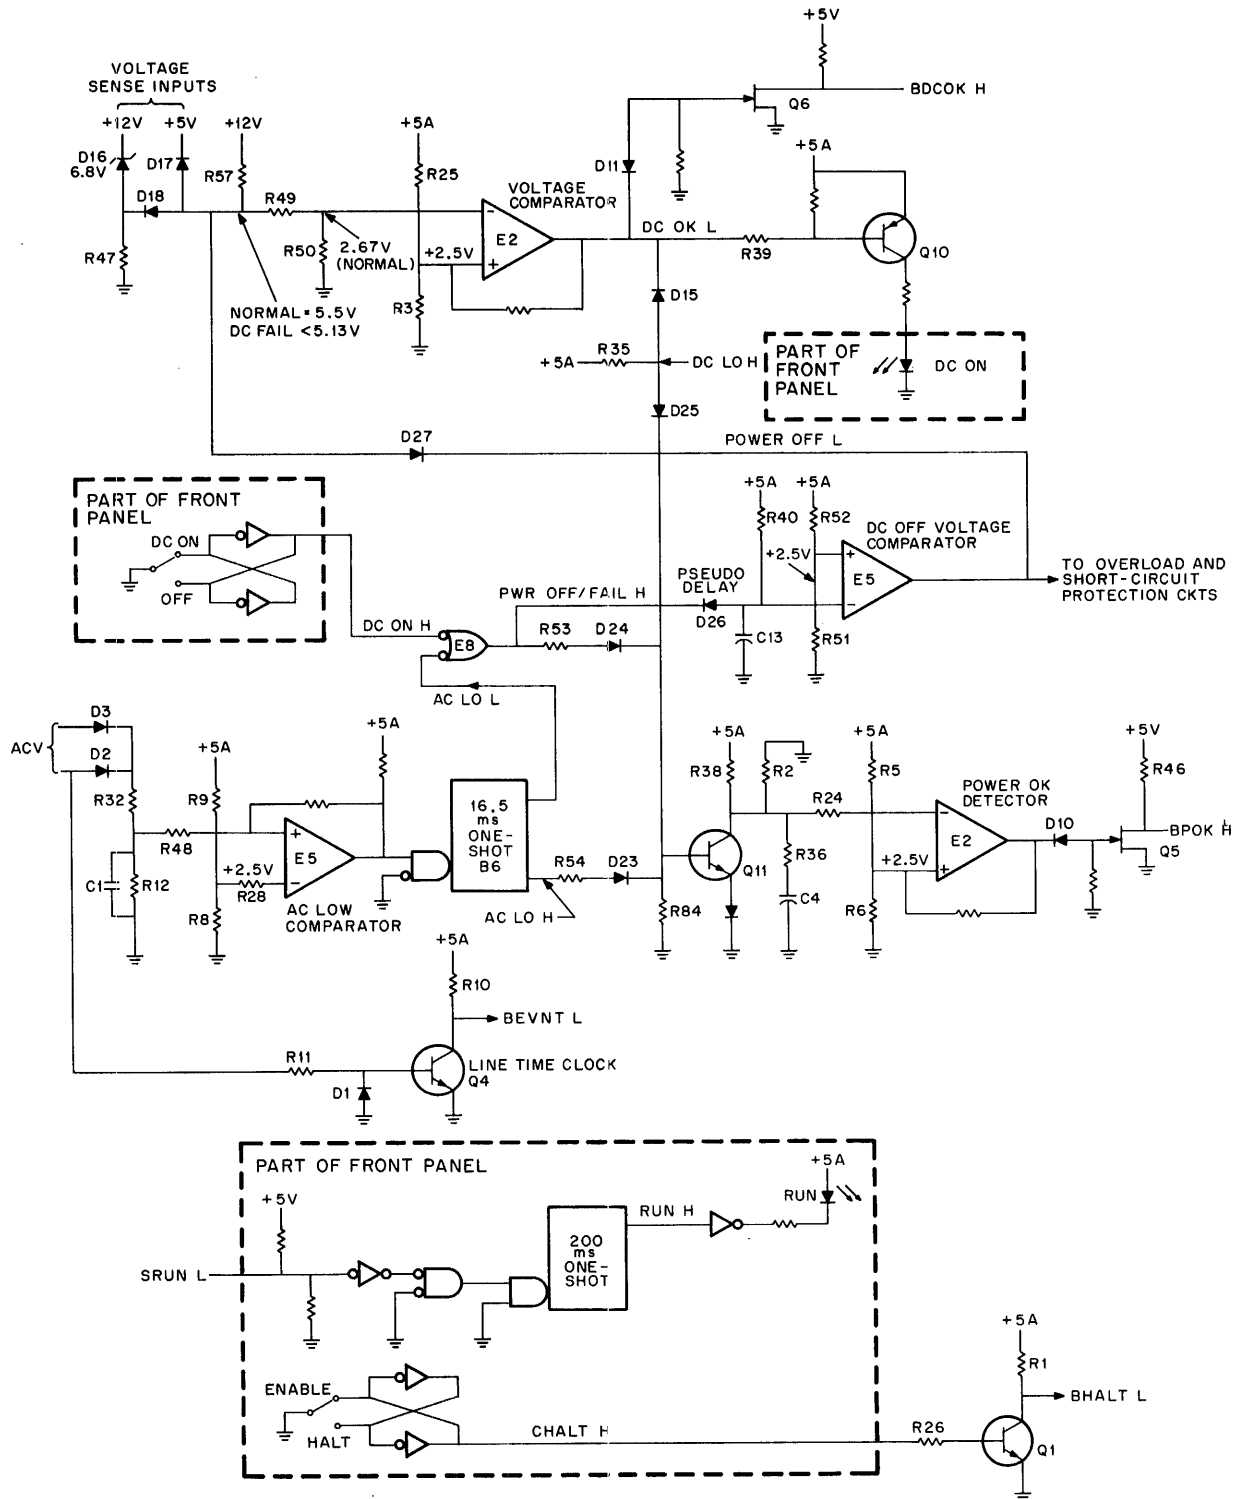 +5V
BDCOK H
Q6
VOLTAGE
SENSE INPUTS
+12V
+5V
+12V
+5A
+5A
D16
6.8V
D17
R57
D18
R49
R25
VOLTAGE
COMPARATOR
D11
DC OK L
E2
R47
R50
2.67V
(NORMAL)
+2.5V
R39
Q10
NORMAL = 5.5V
DC FAIL <5.13V
R3
D15
+5A
R35
DC LO H
PART OF
FRONT
PANEL
DC ON
D25
D27
POWER OFF L
PART OF FRONT
PANEL
DC ON
OFF
+5A
+5A
R40
R52
DC OFF VOLTAGE
COMPARATOR
+2.5V
E5
PSEUDO
DELAY
TO OVERLOAD AND
SHORT-CIRCUIT
PROTECTION CKTS
PWR OFF/FAIL H
D26
DC ON H
E8
R53
D24
C13
R51
AC LO L
D3
ACV
D2
+5A
+5A
+5A
+5A
+5V
R32
R9
R38
R2
R5
POWER OK
DETECTOR
R46
16.5
ms
ONE-
SHOT
B6
R24
D10
BPOK H
R48
E5
E2
Q5
+2.5V
R28
R54
D23
Q11
R36
+2.5V
C1
R12
R8
AC LOW
COMPARATOR
AC LO H
R84
C4
R6
+5A
R10
BEVNT L
R11
LINE TIME CLOCK
Q4
D1
PART OF FRONT PANEL
+5A
RUN
+5V
RUN H
200
ms
ONE-
SHOT
SRUN L
+5A
R1
ENABLE
BHALT L
HALT
CHALT H
R26
Q1